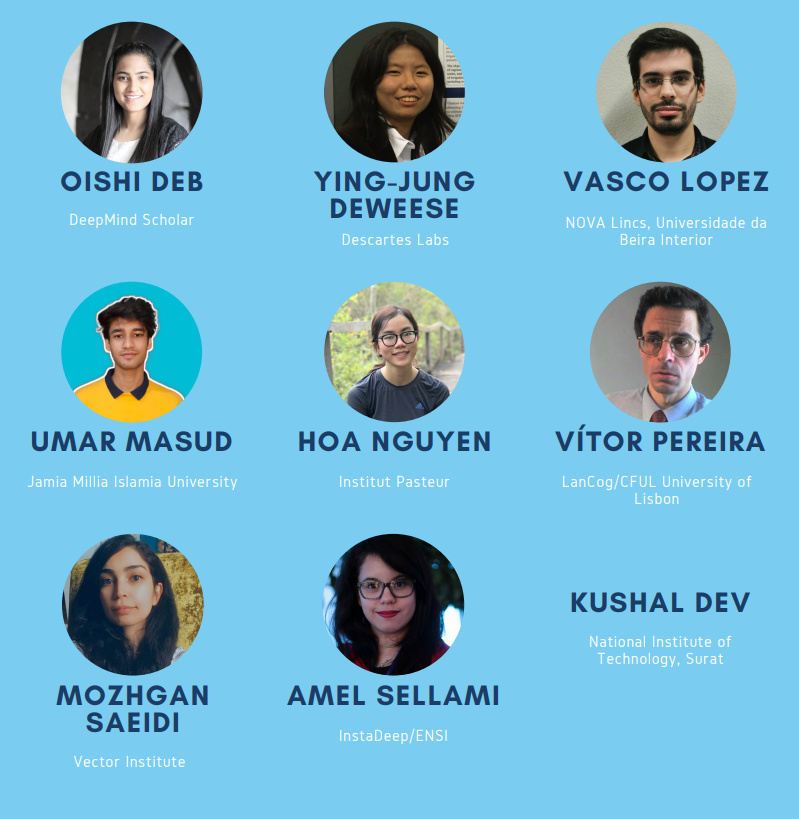 OISHI DEB
DeepMind Scholar
YING-JUNG
DEWEESE
Descartes Labs
VASCO LOPEZ
NOVA Lincs, Universidade da
Beira Interior
UMAR MASUD
Jamia Millia Islamia University
HOA NGUYEN
Institut Pasteur
VÍTOR PEREIRA
LanCog/CFUL University of
Lisbon
MOZHGAN
SAEIDI
Vector Institute
AMEL SELLAMI
InstaDeep/ENSI
KUSHAL DEV
National Institute of
Technology, Surat